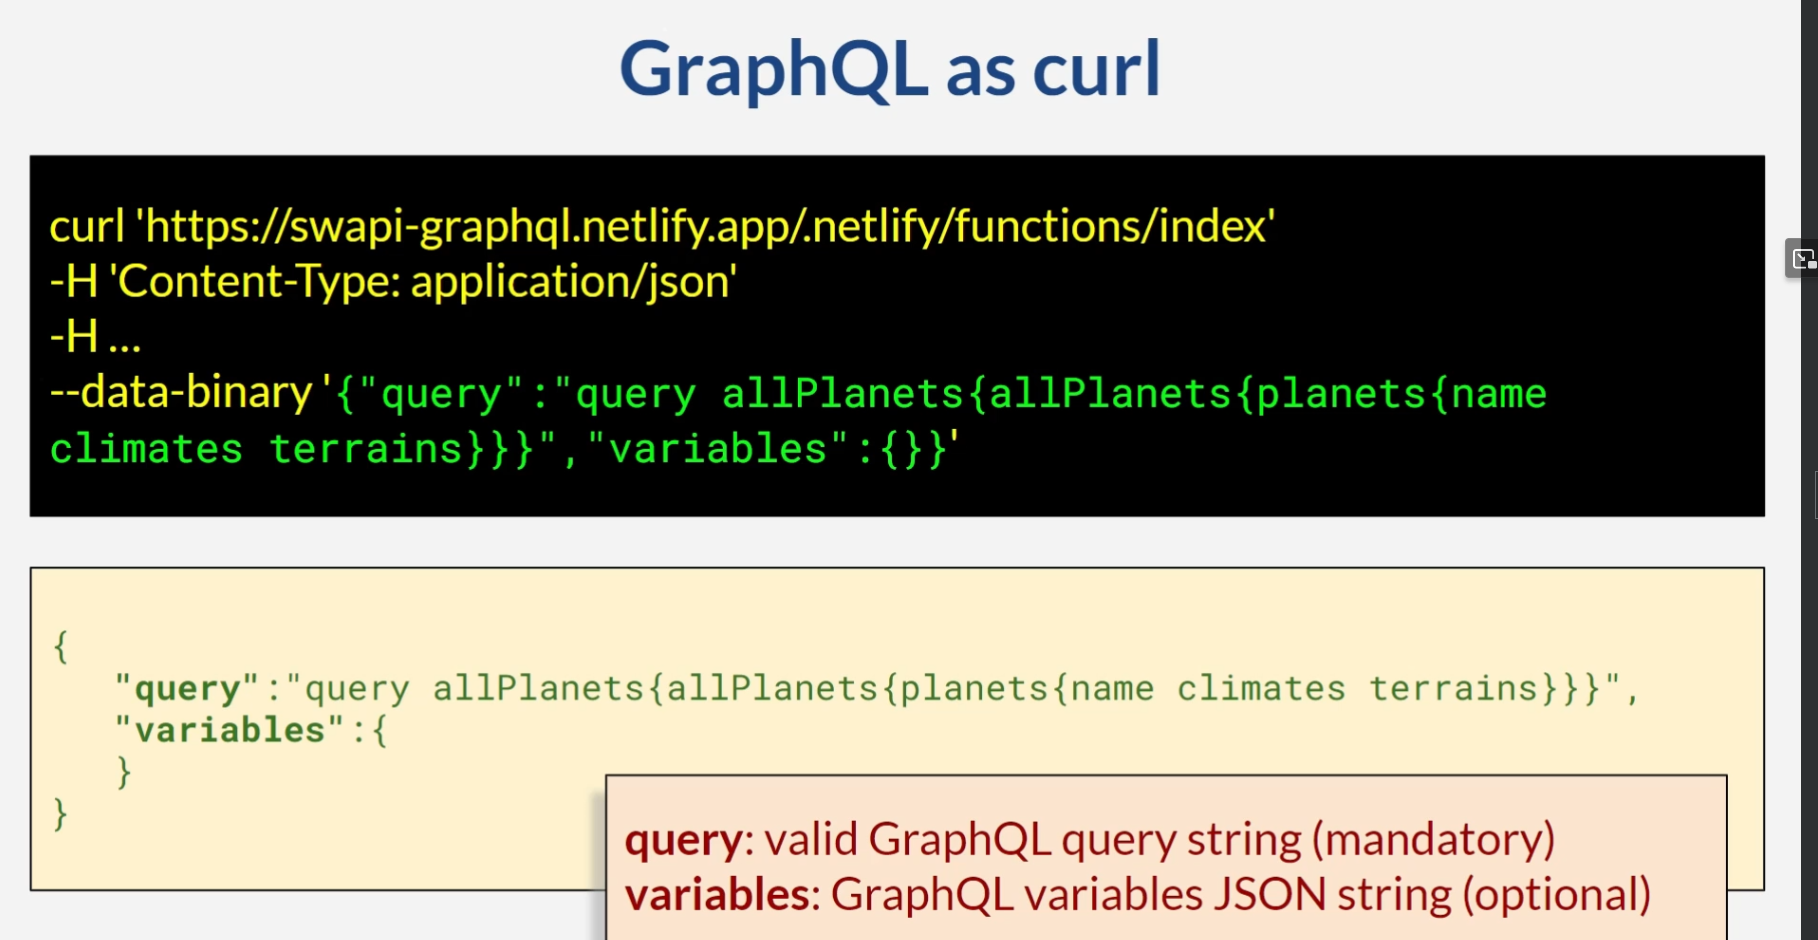 GraphQL as curl
curl 'https://swapi-graphql.netlify.app/.netlify/functions/index'
-H 'Content-Type: application/json'
-H ...
--data-binary '{"query":"query allPlanets{allPlanets{planets{name
climates terrains}}}","variables":{}}'
{
"query":"query allPlanets{allPlanets{planets{name climates terrains}}}",
"variables":{
}
}
query: valid GraphQL query string (mandatory)
variables: GraphQL variables JSON string (optional)